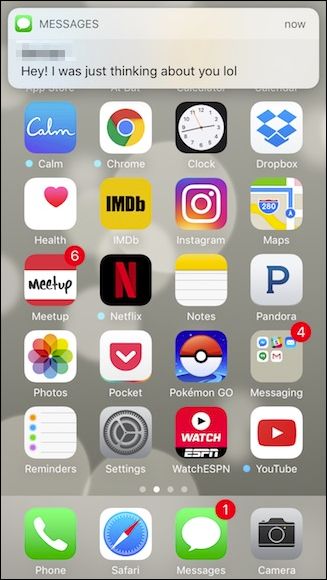 MESSAGES now
Hey! I was just thinking about you lol
App Store At Bat Calculator Calendar
Calm
Calm Chrome Clock Dropbox
IMDb
280
Health IMDb Instagram Maps
6
Meetup
Meetup Netflix Notes Pandora
4
Photos Pocket Pokémon GO Messaging
WATCH
ESPN
Reminders Settings WatchESPN YouTube
1
Phone Safari Messages Camera